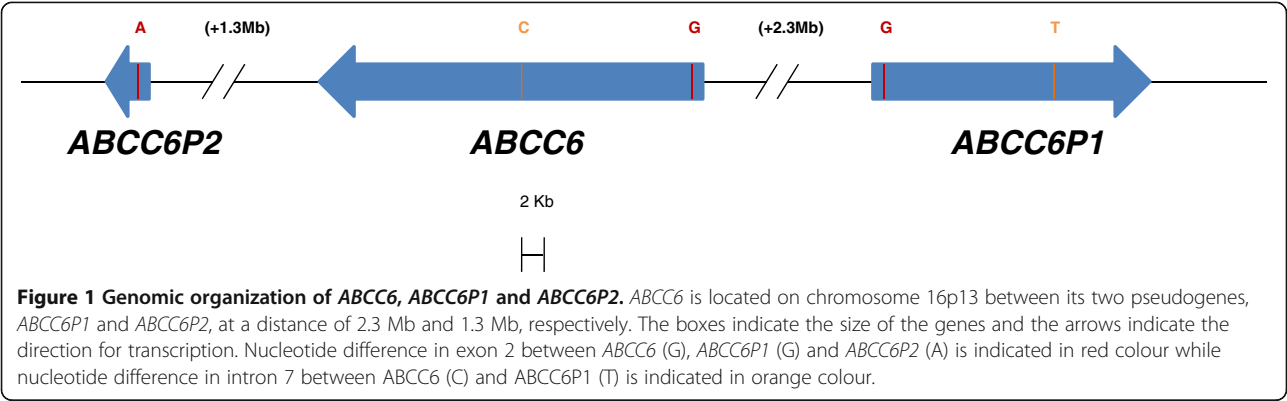 A (+1.3Mb) C G (+2.3Mb) G T
ABCC6P2 ABCC6 ABCC6P1
2 Kb
Figure 1 Genomic organization of ABCC6, ABCC6P1 and ABCC6P2. ABCC6 is located on chromosome 16p13 between its two pseudogenes,
ABCC6P1 and ABCC6P2, at a distance of 2.3 Mb and 1.3 Mb, respectively. The boxes indicate the size of the genes and the arrows indicate the
direction for transcription. Nucleotide difference in exon 2 between ABCC6 (G), ABCC6P1 (G) and ABCC6P2 (A) is indicated in red colour while
nucleotide difference in intron 7 between ABCC6 (C) and ABCC6P1 (T) is indicated in orange colour.